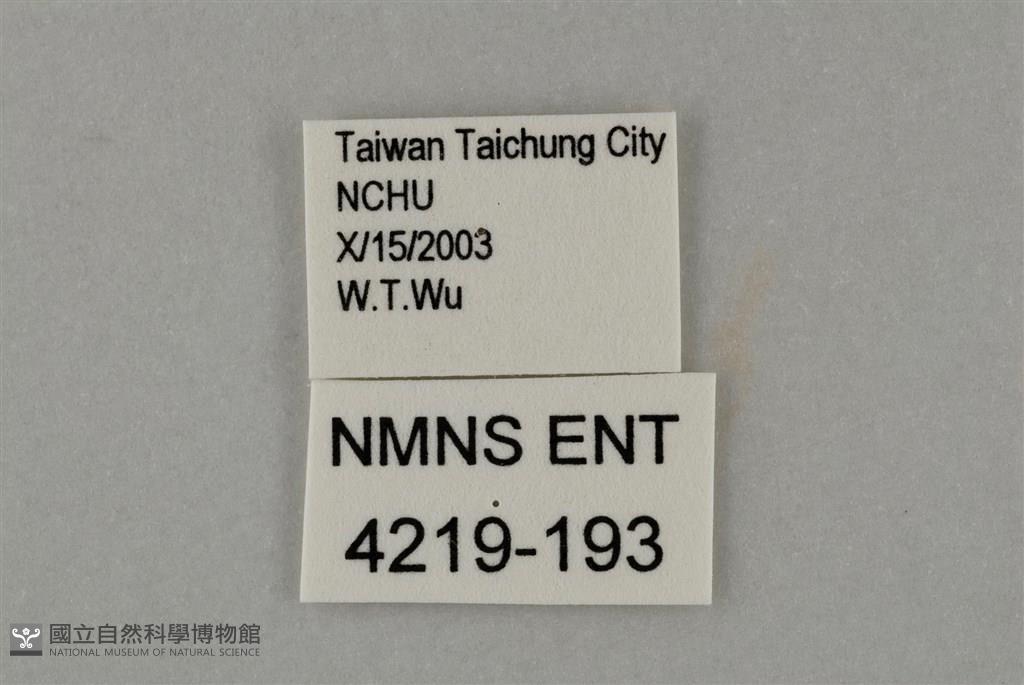 Taiwan Taichung City
NCHU
X/15/2003
W.T.Wu
NMNS ENT
4219-193
國立自然科學博物館
NATIONAL MUSEUM OF NATURAL SCIENCE